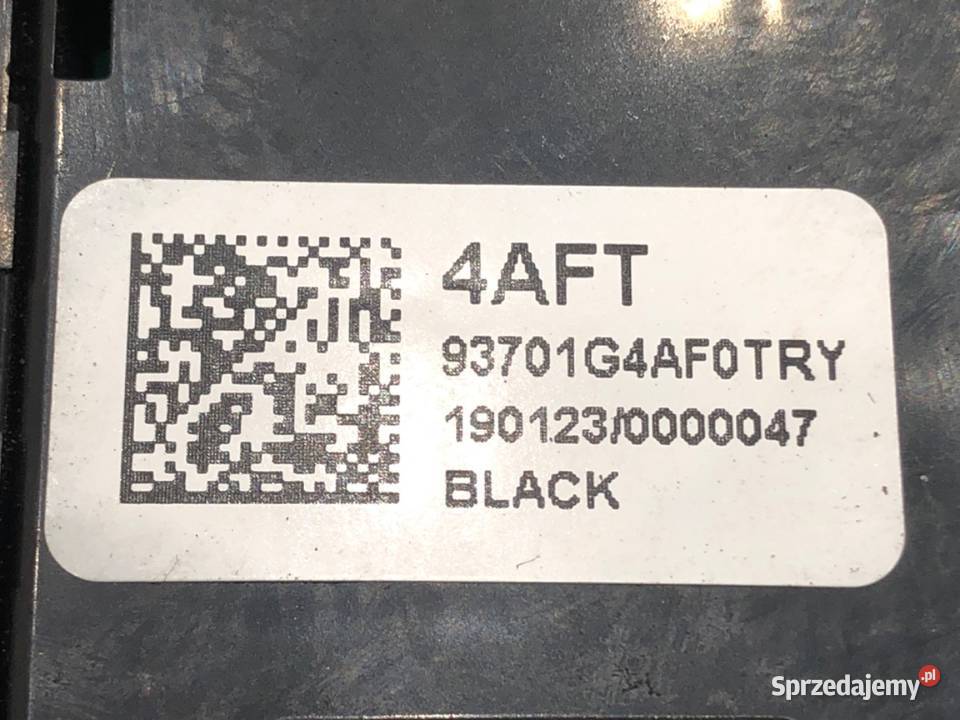 4AFT
93701G4AF0TRY
190123/0000047
BLACK
Sprzedajemy.pl